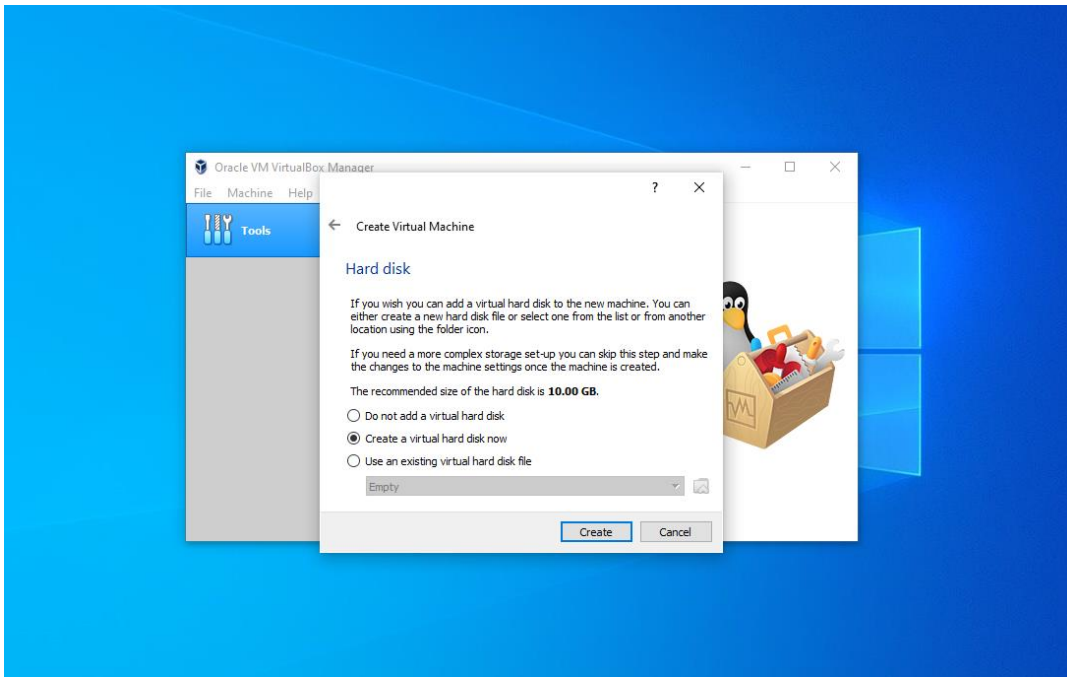 Oracle VM VirtualBox Manager
File Machine Help
Tools
?
Create Virtual Machine
Hard disk
If you wish you can add a virtual hard disk to the new machine. You can
either create a new hard disk file or select one from the list or from another
location using the folder icon.
If you need a more complex storage set-up you can skip this step and make
the changes to the machine settings once the machine is created.
The recommended size of the hard disk is 10.00 GB.
Do not add a virtual hard disk
Create a virtual hard disk now
Use an existing virtual hard disk file
Empty
Create Cancel